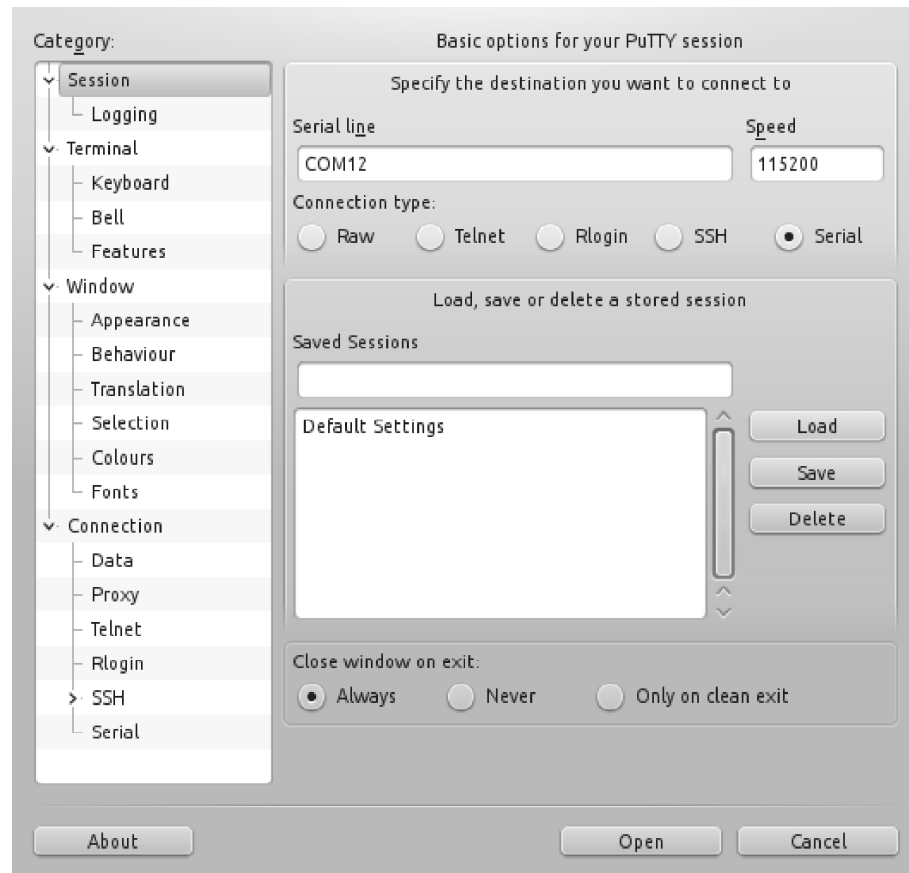 Category:
Session
Logging
Terminal
Keyboard
Bell
Features
Window
Appearance
Behaviour
Translation
Selection
Colours
Fonts
Connection
Data
Proxy
Telnet
Rlogin
SSH
Serial
Basic options for your PuTTY session
Specify the destination you want to connect to
Serial line Speed
COM12 115200
Connection type:
Raw Telnet Rlogin SSH Serial
Load, save or delete a stored session
Saved Sessions
Default Settings
Load
Save
Delete
Close window on exit:
Always Never Only on clean exit
About Open Cancel